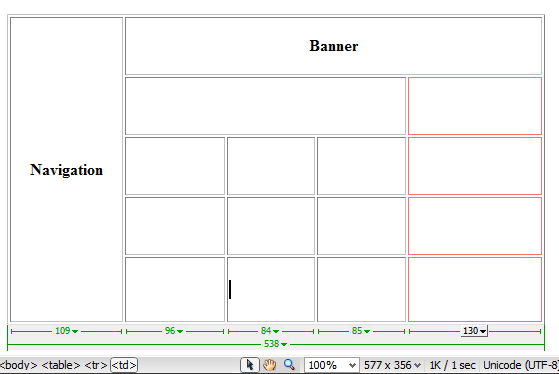 Banner
Navigation
109 96 84 85 130
538
<body> <table> <tr> <td> 100% 577 x 356 1K / 1 sec Unicode (UTF-8)